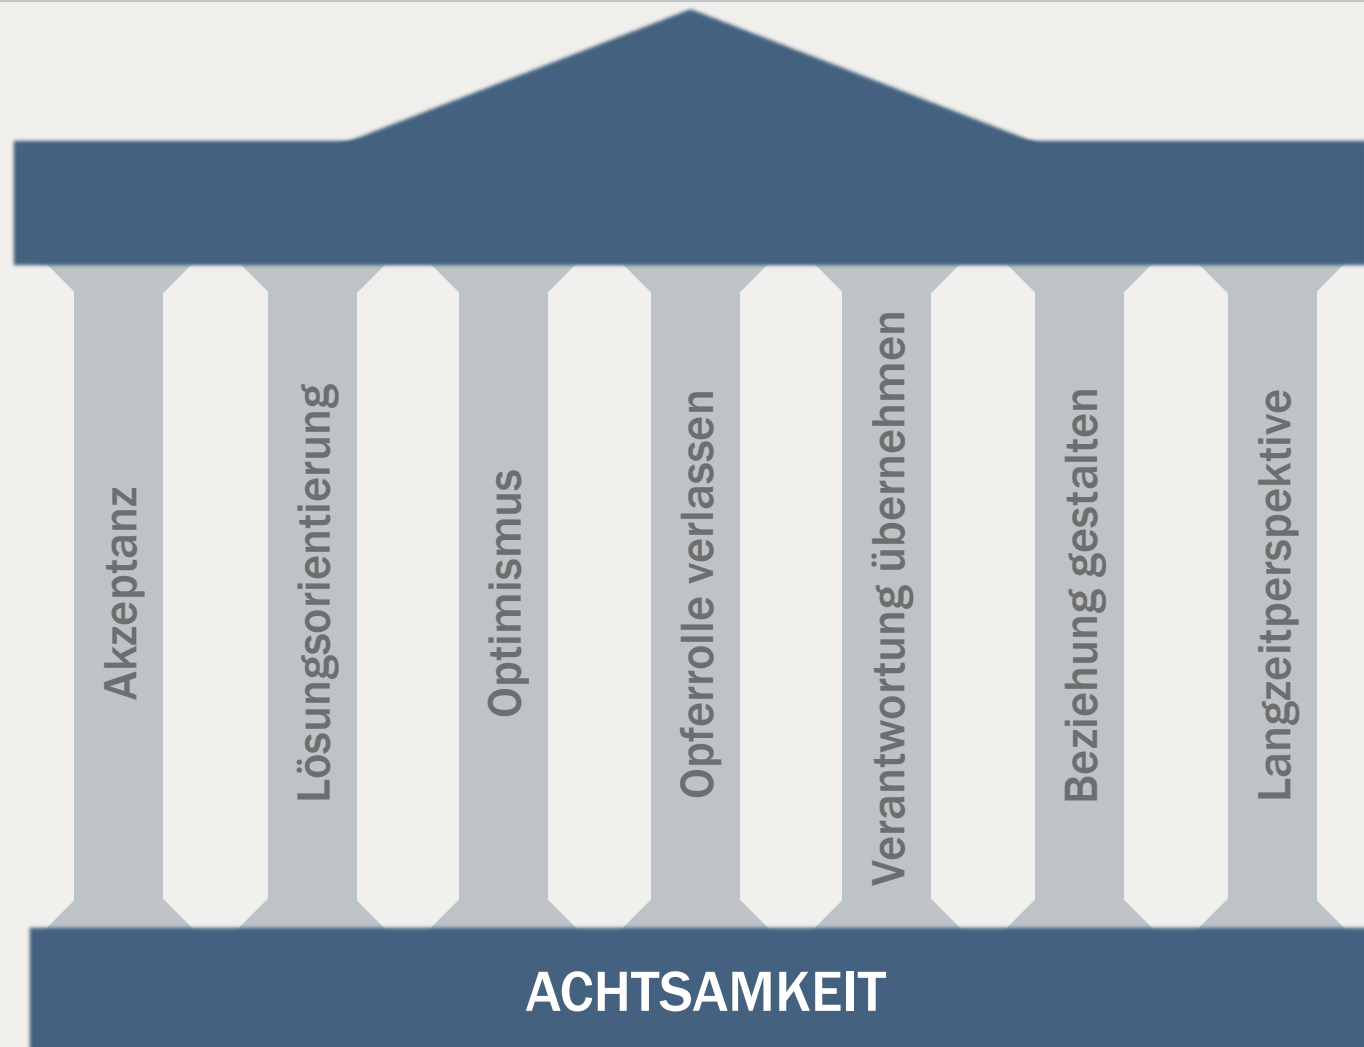 Akzeptanz
Lösungsorientierung
Optimismus
Opferrolle verlassen
Verantwortung übernehmen
Beziehung gestalten
Langzeitperspektive
ACHTSAMKEIT